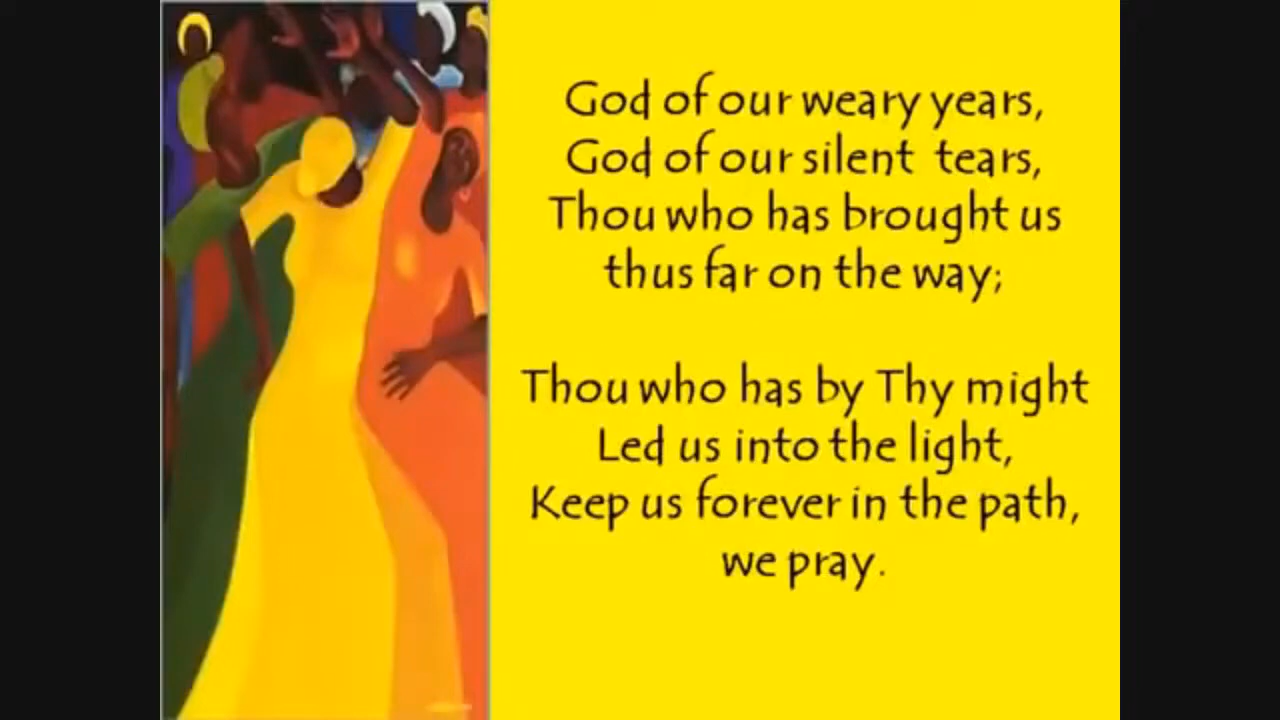 God of our weary years,
God of our silent tears,
Thou who has brought us
thus far on the way;
Thou who has by Thy might
Led us into the light,
Keep us forever in the path,
we pray.